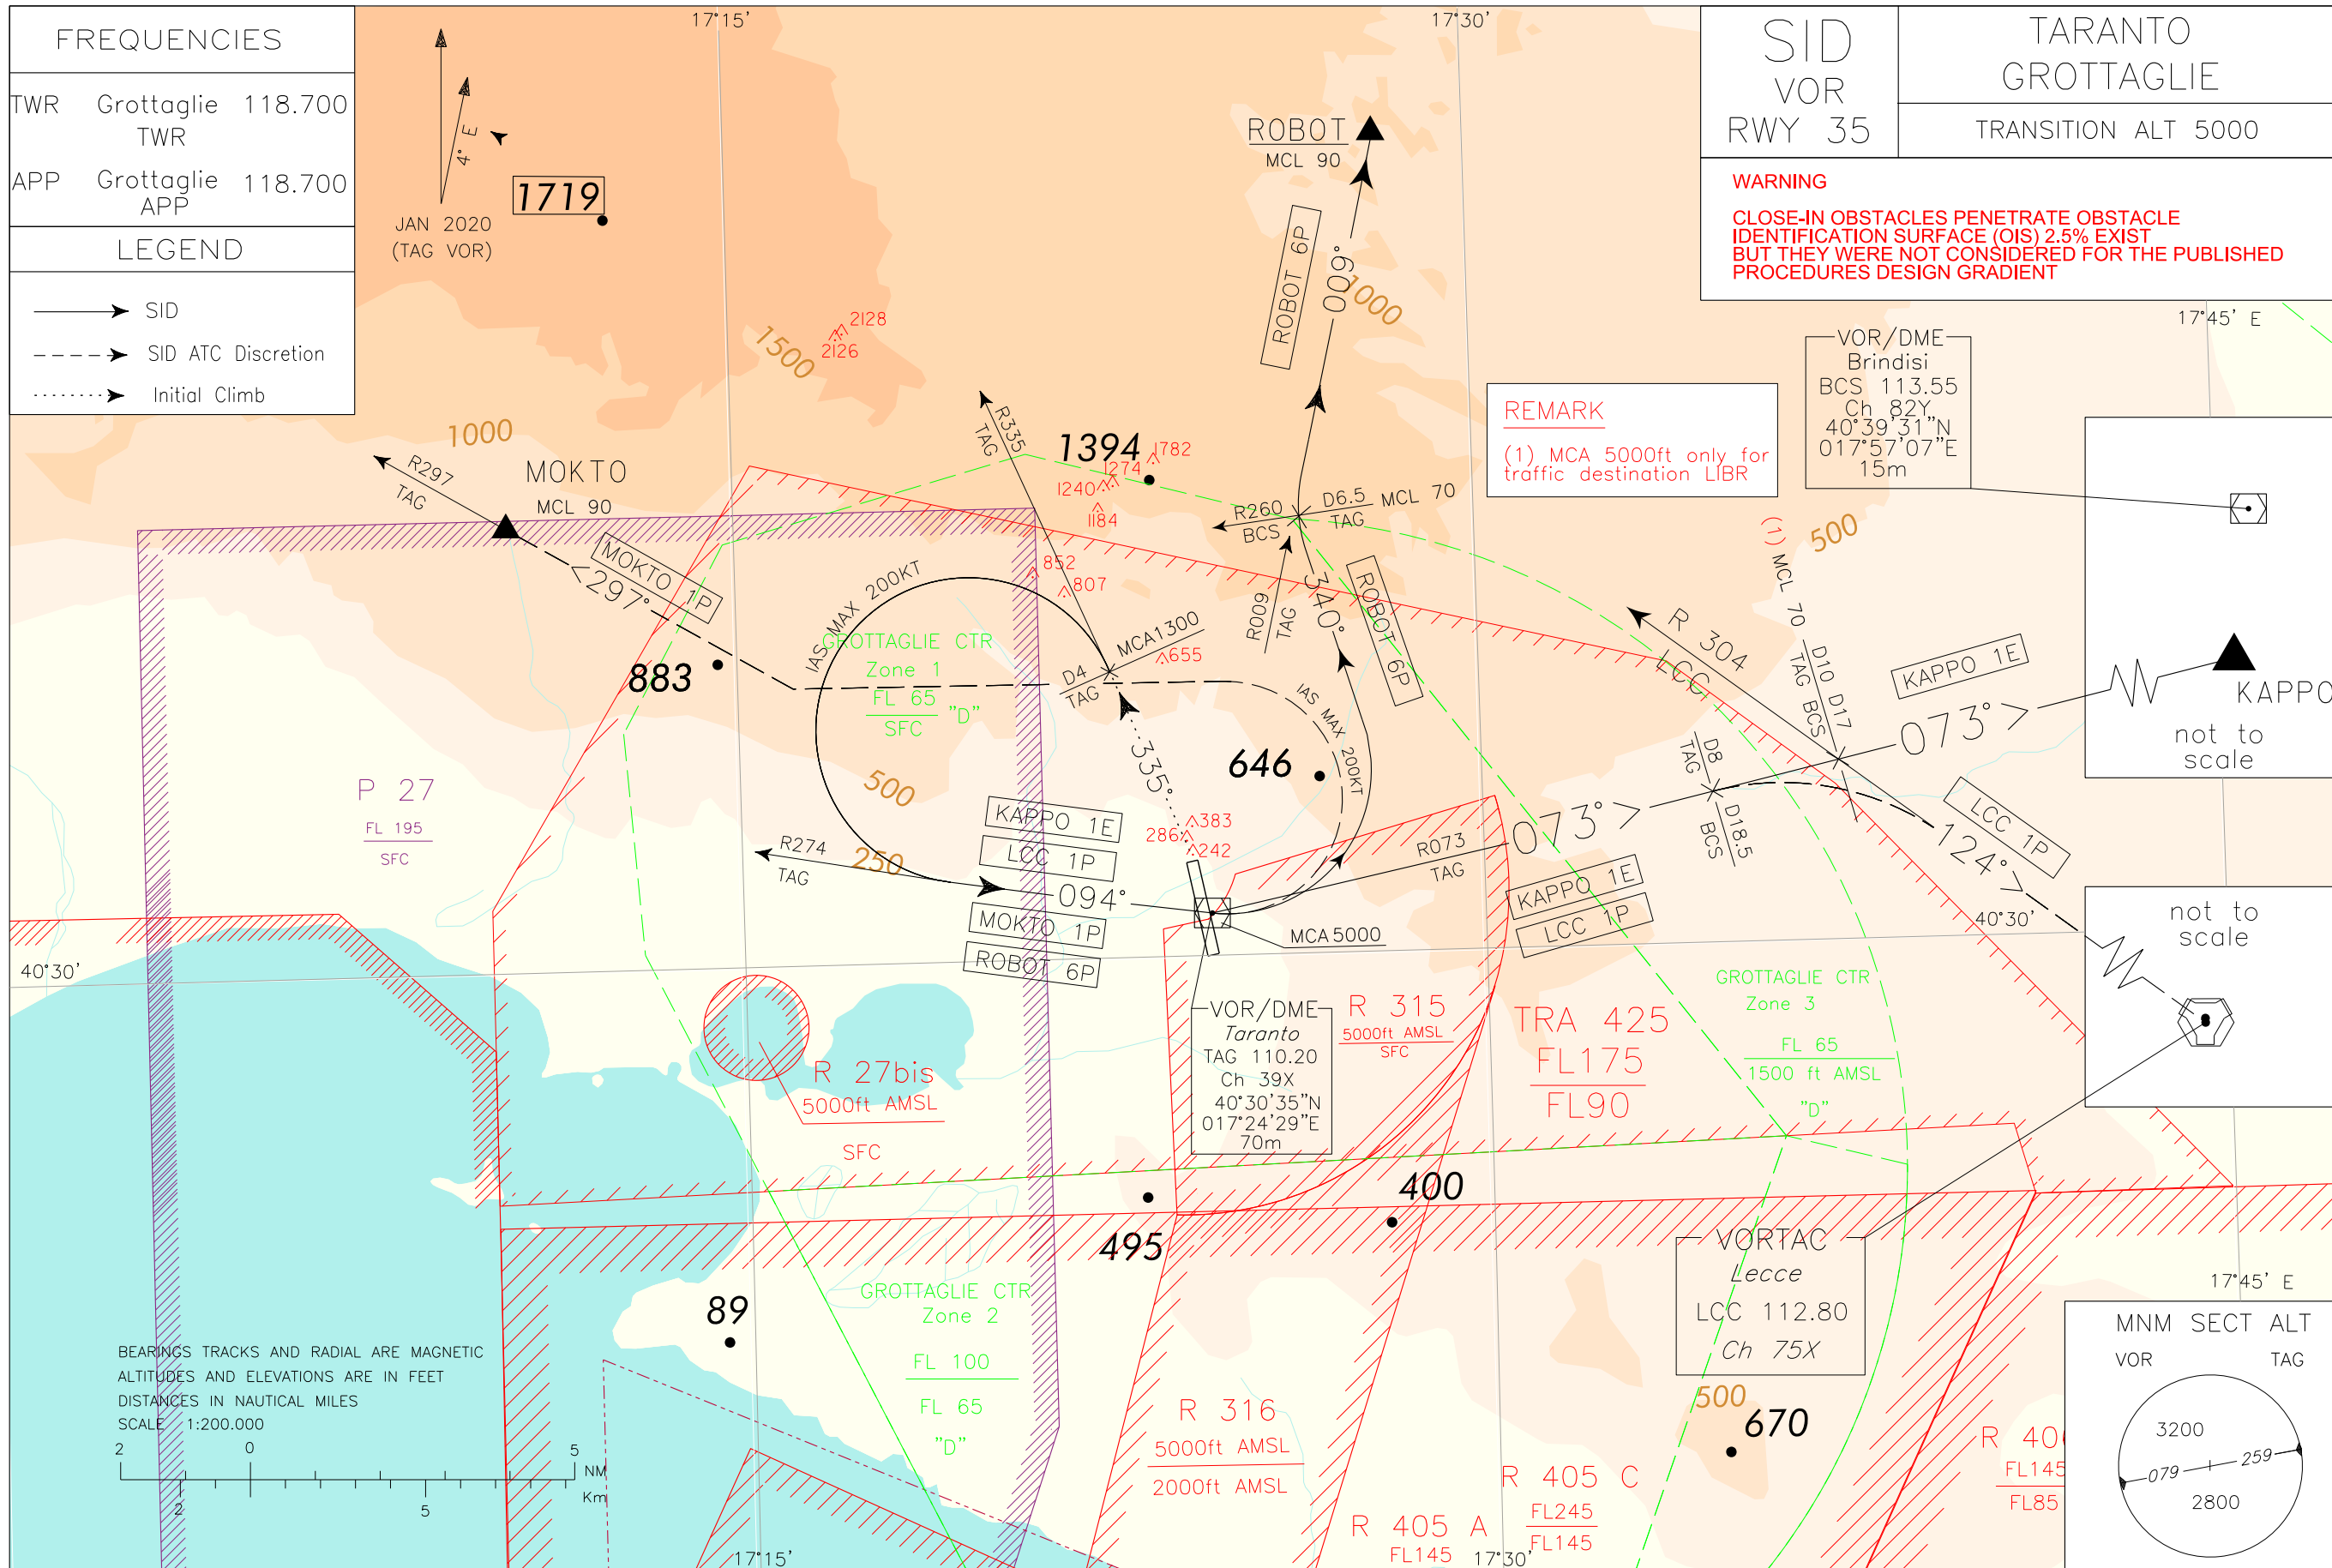 FREQUENCIES
TWR Grottaglie 118.700
TWR
APP Grottaglie 118.700
APP
LEGEND
SID
SID ATC Discretion
Initial Climb
4° E
JAN 2020
(TAG VOR)
1719
17°15'
17°30'
SID
VOR
RWY 35
TARANTO
GROTTAGLIE
TRANSITION ALT 5000
WARNING
CLOSE-IN OBSTACLES PENETRATE OBSTACLE
IDENTIFICATION SURFACE (OIS) 2.5% EXIST
BUT THEY WERE NOT CONSIDERED FOR THE PUBLISHED
PROCEDURES DESIGN GRADIENT
17°45' E
ROBOT
MCL 90
ROBOT 6P
009°
1000
2128
2126
1500
1000
REMARK
(1) MCA 5000ft only for
traffic destination LIBR
VOR/DME
Brindisi
BCS 113.55
Ch 82Y
40°39'31"N
017°57'07"E
15m
R297
TAG
MOKTO
MCL 90
MOKTO 1P
<297°
R335
TAG
1394
1782
1274
1240
1184
852
807
R260
BCS
D6.5
TAG
MCL 70
R009
TAG
340°
ROBOT 6P
500
(1) MCL 70
D10 D17
TAG BCS
R 304
LCC
KAPPO 1E
073° >
KAPPO
not to
scale
IAS MAX 200KT
GROTTAGLIE CTR
Zone 1
FL 65
SFC
"D"
883
D4
TAG
MCA1300
655
335°
646
IAS MAX 200KT
D8
TAG
D18.5
BCS
073° >
LCC 1P
124° >
P 27
FL 195
SFC
500
250
R274
TAG
KAPPO 1E
LCC 1P
094°
MOKTO 1P
ROBOT 6P
383
286
242
R073
TAG
KAPPO 1E
LCC 1P
MCA5000
40°30'
40°30'
not to
scale
VOR/DME
Taranto
TAG 110.20
Ch 39X
40°30'35"N
017°24'29"E
70m
R 315
5000ft AMSL
SFC
TRA 425
FL175
FL90
GROTTAGLIE CTR
Zone 3
FL 65
1500 ft AMSL
"D"
R 27bis
5000ft AMSL
SFC
495
400
89
GROTTAGLIE CTR
Zone 2
FL 100
FL 65
"D"
VORTAC
Lecce
LCC 112.80
Ch 75X
17°45' E
500
670
R 316
5000ft AMSL
2000ft AMSL
R 405 A
FL145
R 405 C
FL245
FL145
FL145
FL85
BEARINGS TRACKS AND RADIAL ARE MAGNETIC
ALTITUDES AND ELEVATIONS ARE IN FEET
DISTANCES IN NAUTICAL MILES
SCALE 1:200.000
2 0 5 NM
2 5 Km
17°15'
17°30'
MNM SECT ALT
VOR TAG
3200
079 259
2800